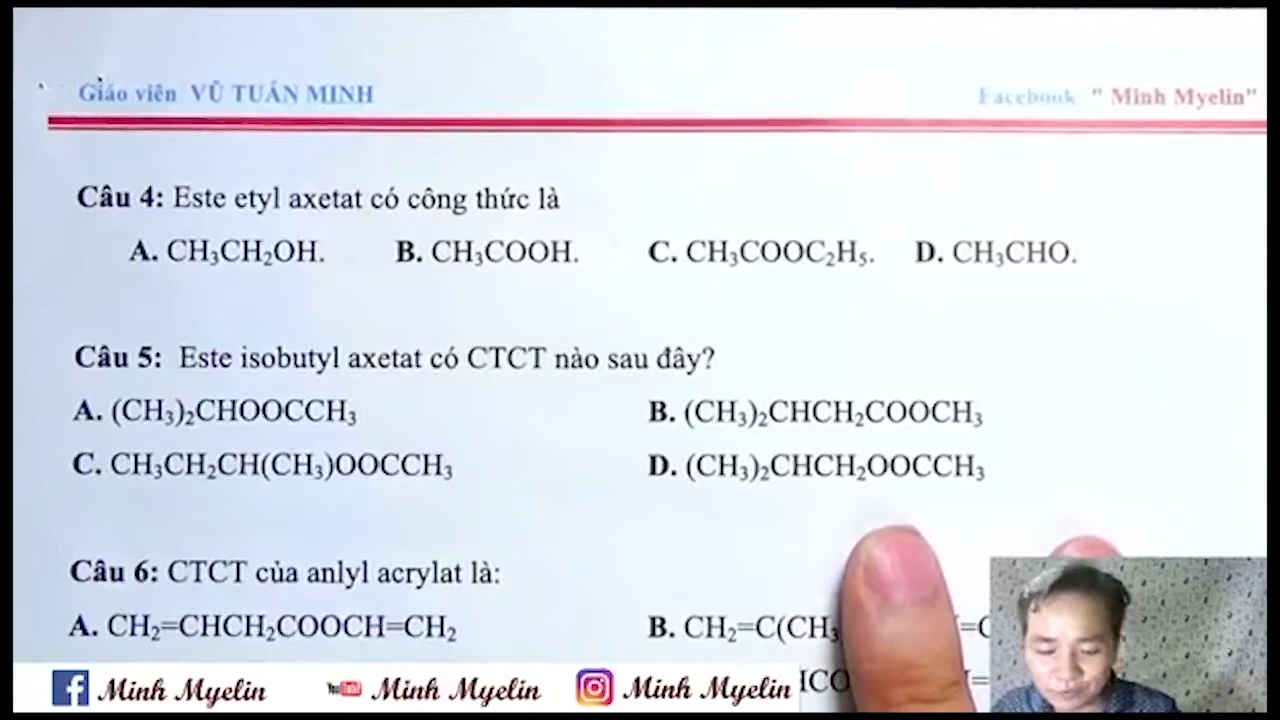 Giáo viên VŨ TUẤN MINH
Facebook " Minh Myelin"
Câu 4: Este etyl axetat có công thức là
A. CH₃CH₂OH. B. CH₃COOH. C. CH₃COOC₂H₅. D. CH₃CHO.
Câu 5: Este isobutyl axetat có CTCT nào sau đây?
A. (CH₃)₂CHOOCCH₃ B. (CH₃)₂CHCH₂COOCH₃
C. CH₃CH₂CH(CH₃)OOCCH₃ D. (CH₃)₂CHCH₂OOCCH₃
Câu 6: CTCT của anlyl acrylat là:
A. CH₂=CHCH₂COOCH=CH₂ B. CH₂=C(CH₃
Minh Myelin YouTube Minh Myelin Minh Myelin